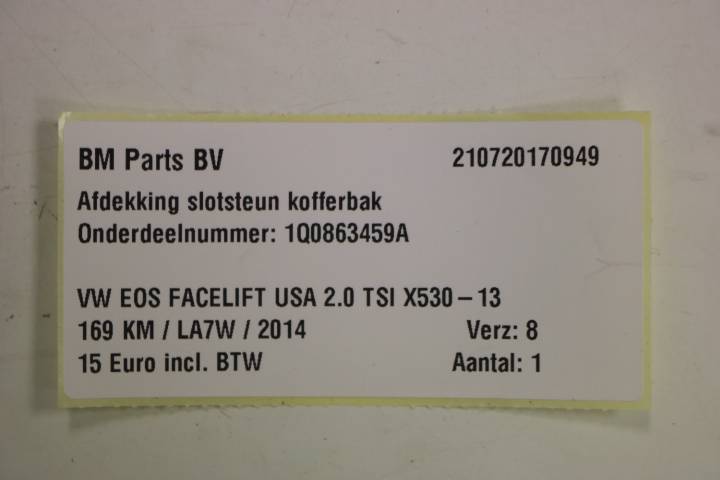 BM Parts BV 210720170949
Afdekking slotsteun kofferbak
Onderdeelnummer: 1Q0863459A
VW EOS FACELIFT USA 2.0 TSI X530 – 13
169 KM / LA7W / 2014 Verz: 8
15 Euro incl. BTW Aantal: 1